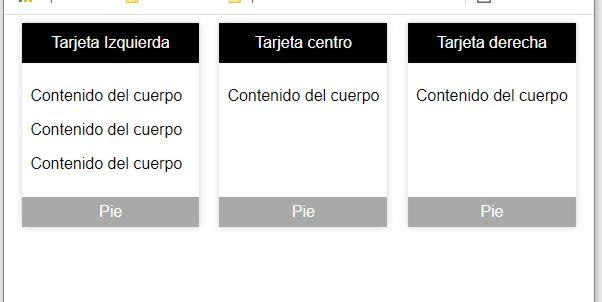 Tarjeta Izquierda
Contenido del cuerpo
Contenido del cuerpo
Contenido del cuerpo
Pie
Tarjeta centro
Contenido del cuerpo
Pie
Tarjeta derecha
Contenido del cuerpo
Pie